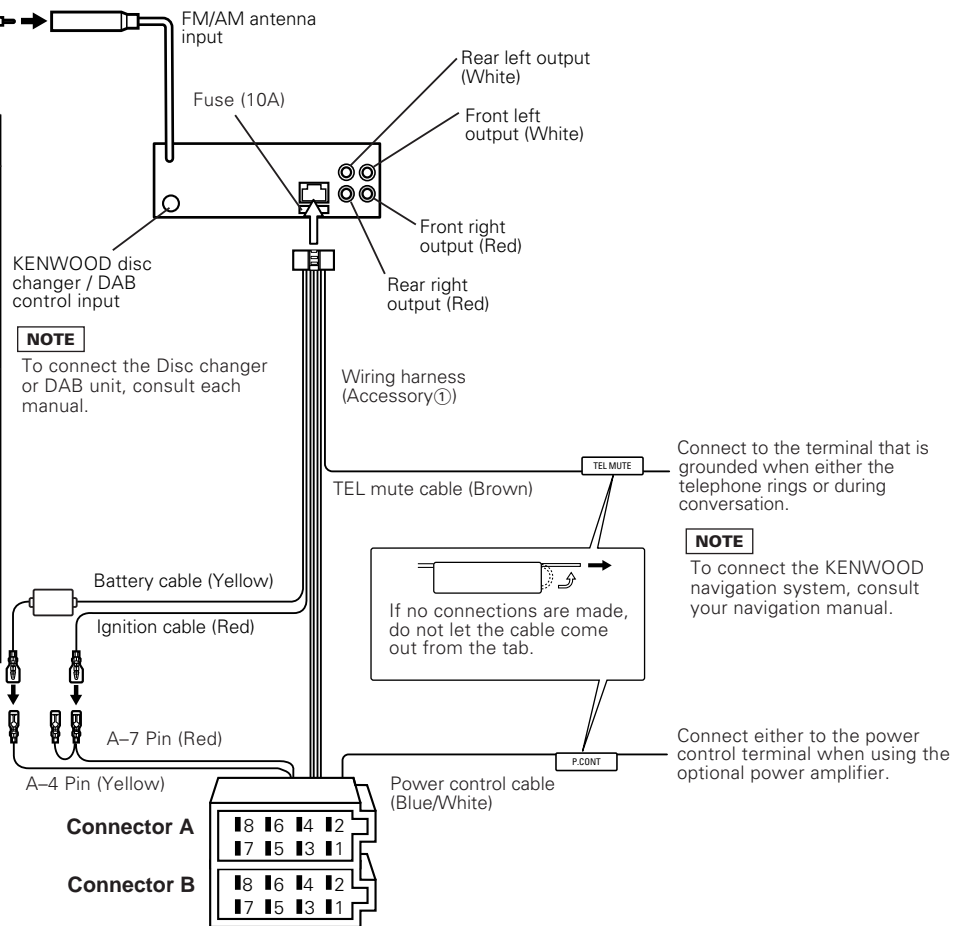 FM/AM antenna
input
Rear left output
(White)
Fuse (10A)
Front left
output (White)
Front right
output (Red)
KENWOOD disc
changer / DAB
control input
Rear right
output (Red)
NOTE
To connect the Disc changer
or DAB unit, consult each
manual.
Wiring harness
(Accessory①)
TEL MUTE
Connect to the terminal that is
grounded when either the
telephone rings or during
conversation.
TEL mute cable (Brown)
NOTE
To connect the KENWOOD
navigation system, consult
your navigation manual.
If no connections are made,
do not let the cable come
out from the tab.
Battery cable (Yellow)
Ignition cable (Red)
A–7 Pin (Red)
A–4 Pin (Yellow)
P.CONT
Connect either to the power
control terminal when using the
optional power amplifier.
Power control cable
(Blue/White)
Connector A
8 6 4 2
7 5 3 1
Connector B
8 6 4 2
7 5 3 1